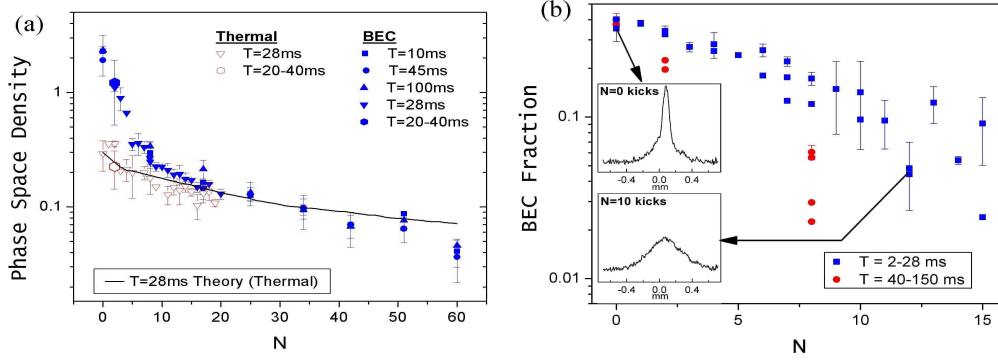 (a)
Thermal
T=28ms
T=20-40ms
BEC
T=10ms
T=45ms
T=100ms
T=28ms
T=20-40ms
1
0.1
Phase Space Density
T=28ms Theory (Thermal)
0 10 20 30 40 50 60
N
(b)
BEC Fraction
0.1
0.01
N=0 kicks
-0.4 0.0 0.4
mm
N=10 kicks
-0.4 0.0 0.4
mm
T = 2-28 ms
T = 40-150 ms
0 5 10 15
N